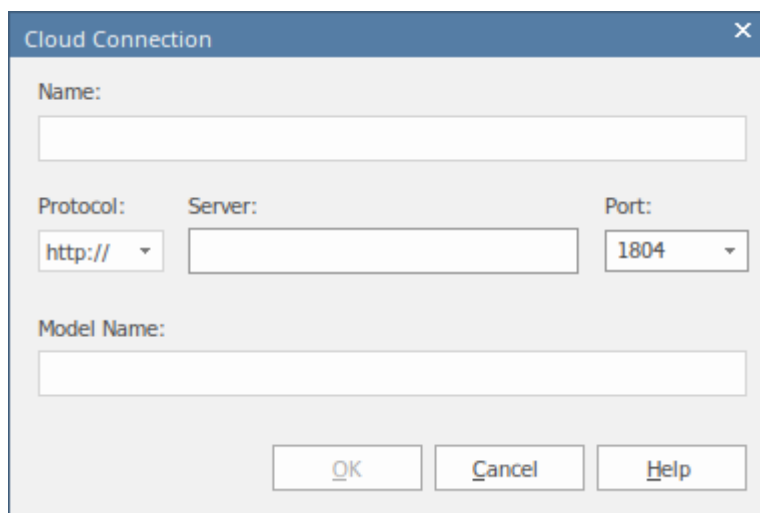 Cloud Connection
Name:
Protocol: Server: Port:
http:// 1804
Model Name:
OK Cancel Help